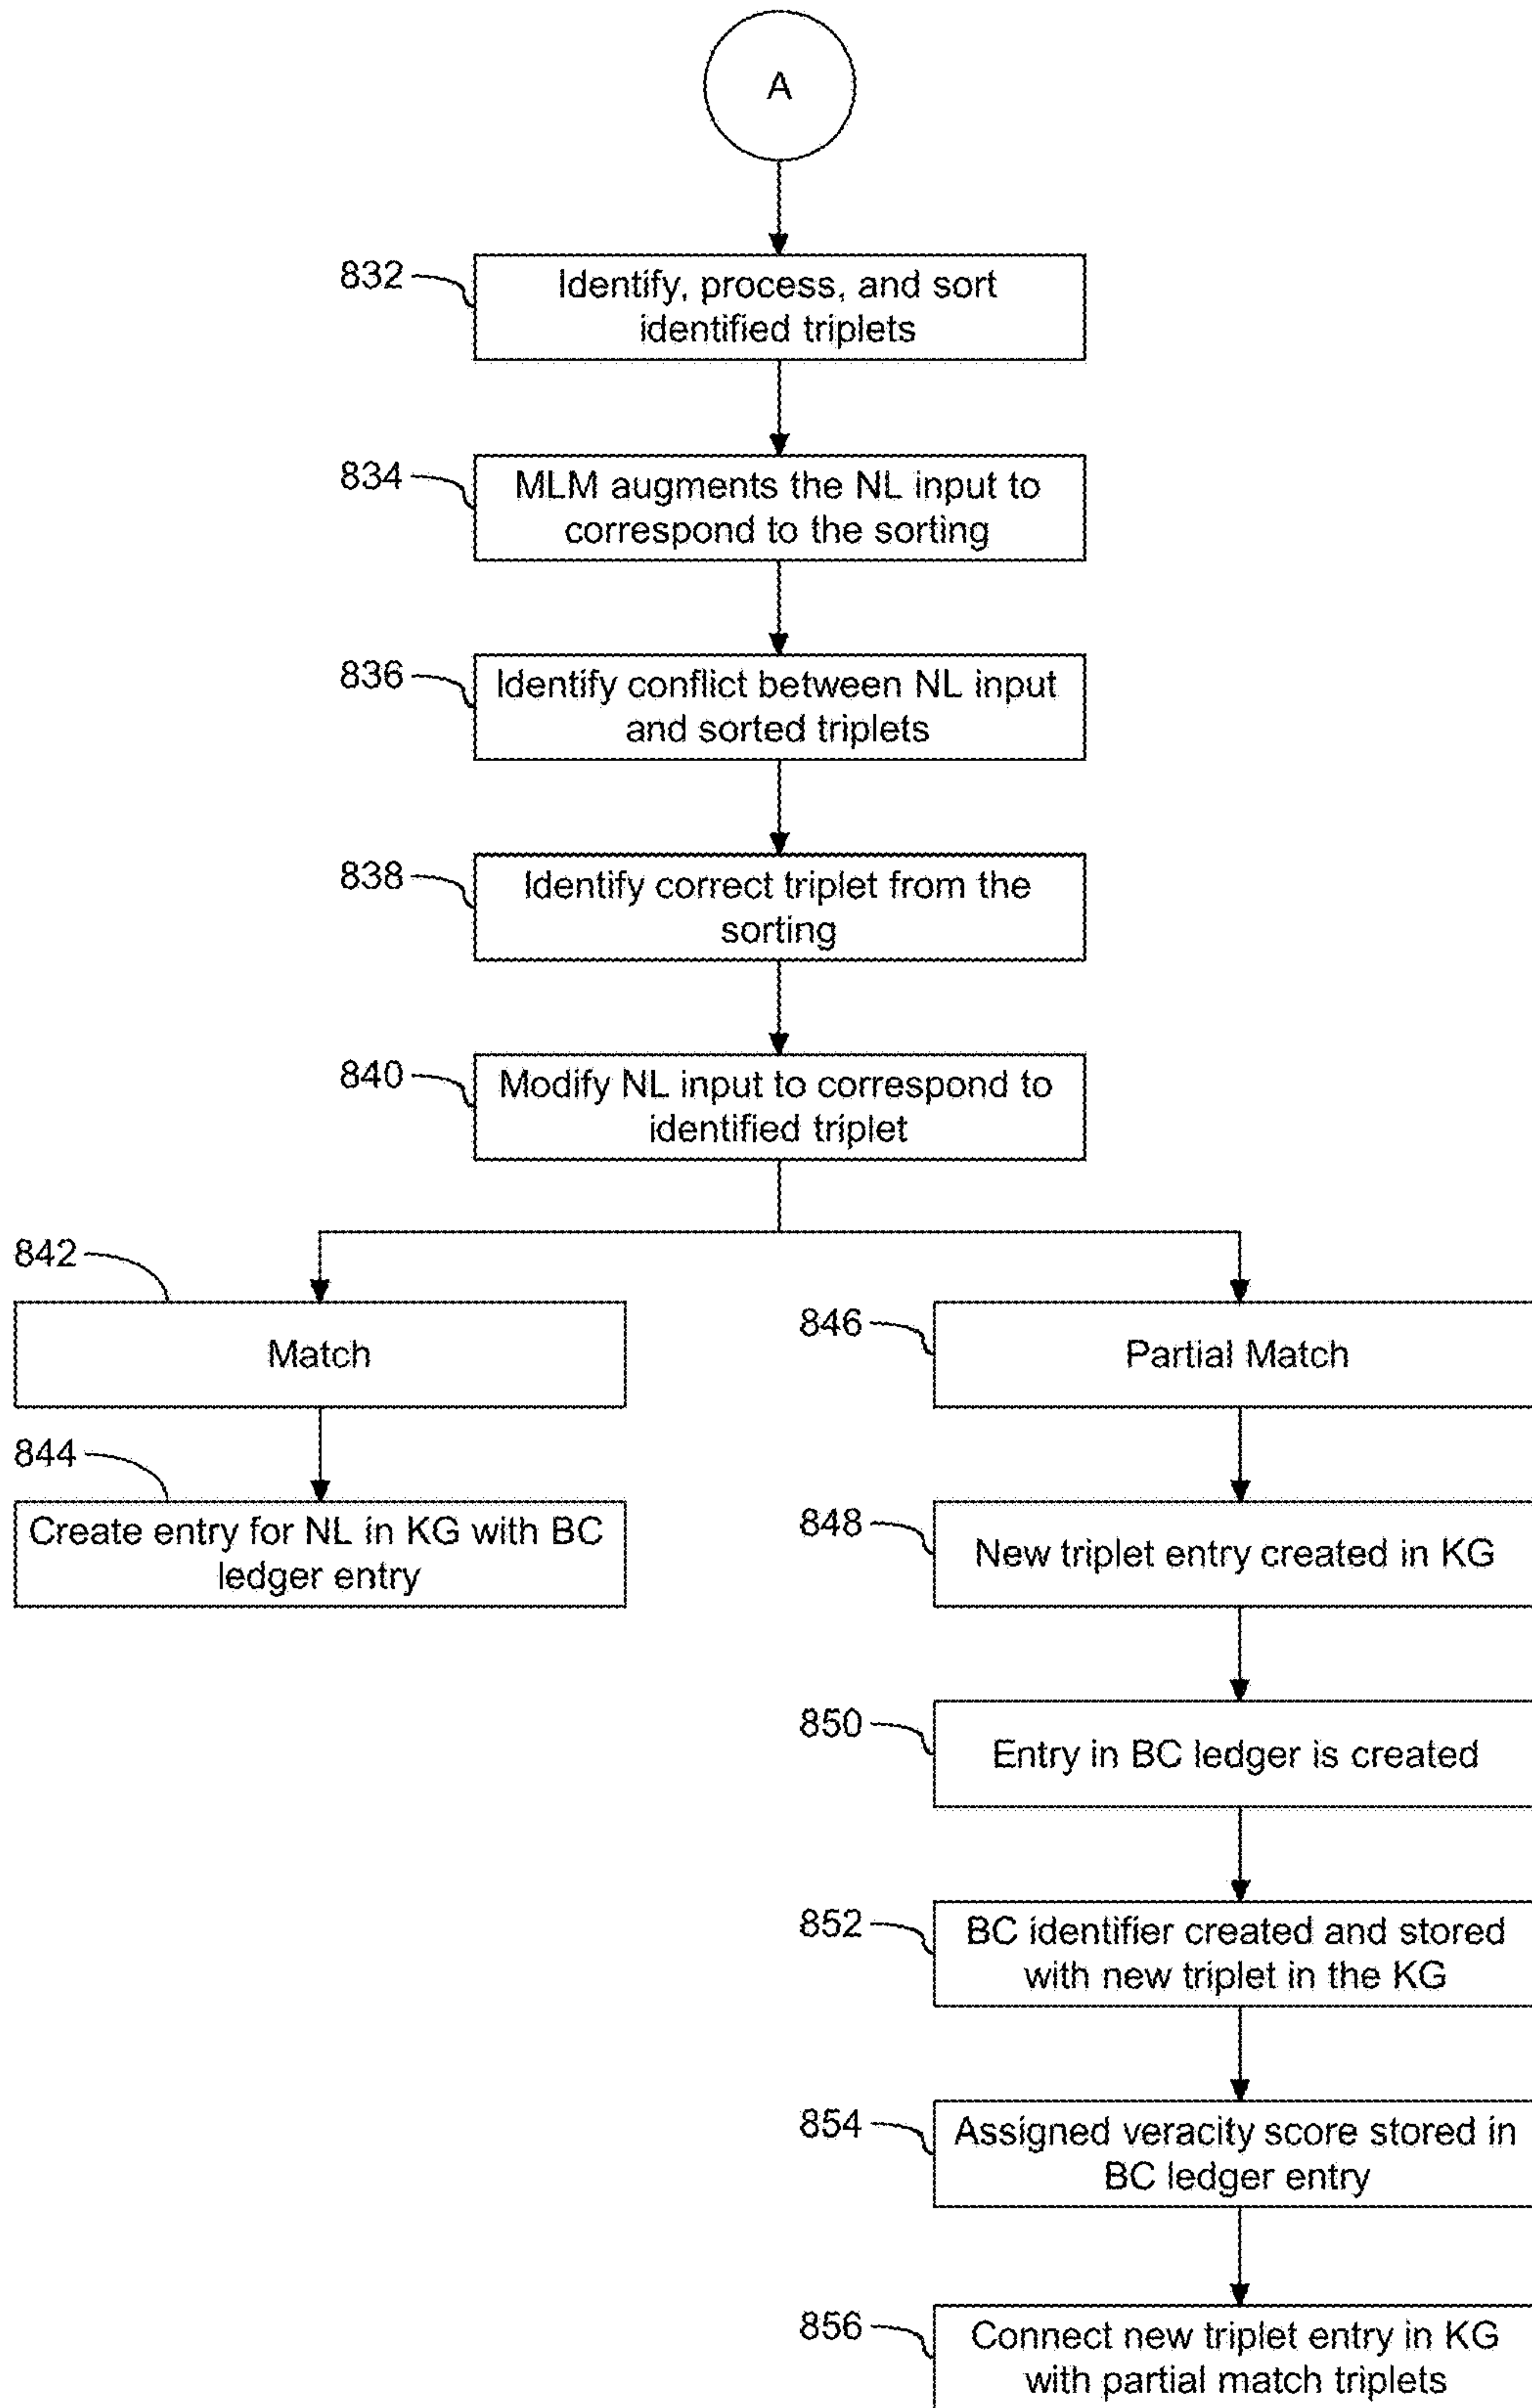 A
832
Identify, process, and sort
identified triplets
834
MLM augments the NL input to
correspond to the sorting
836
Identify conflict between NL input
and sorted triplets
838
Identify correct triplet from the
sorting
840
Modify NL input to correspond to
identified triplet
842
Match
844
Create entry for NL in KG with BC
ledger entry
846
Partial Match
848
New triplet entry created in KG
850
Entry in BC ledger is created
852
BC identifier created and stored
with new triplet in the KG
854
Assigned veracity score stored in
BC ledger entry
856
Connect new triplet entry in KG
with partial match triplets